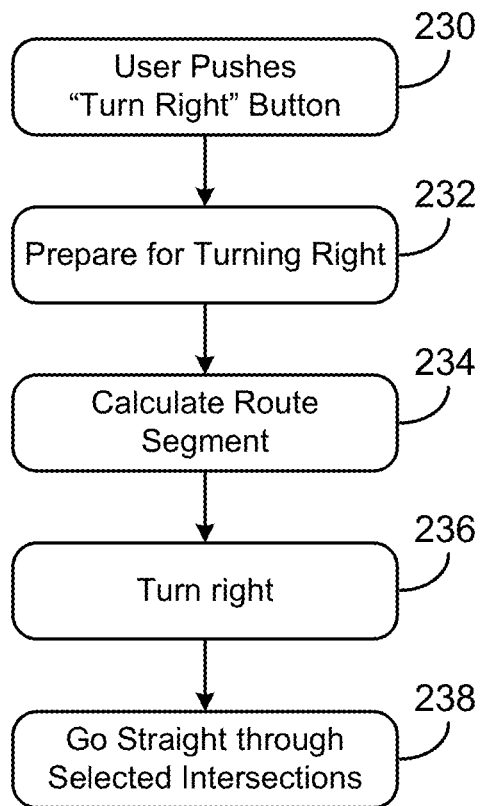 230
User Pushes
“Turn Right” Button
232
Prepare for Turning Right
234
Calculate Route
Segment
236
Turn right
238
Go Straight through
Selected Intersections